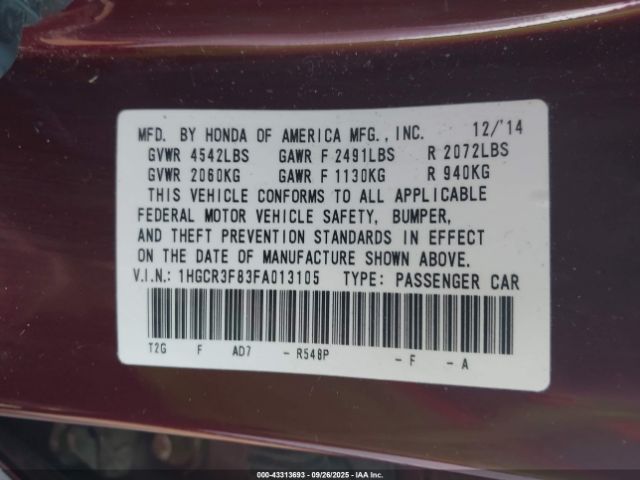 MFD. BY HONDA OF AMERICA MFG., INC. 12/'14
GVWR 4542LBS GAWR F 2491LBS R 2072LBS
GVWR 2060KG GAWR F 1130KG R 940KG
THIS VEHICLE CONFORMS TO ALL APPLICABLE
FEDERAL MOTOR VEHICLE SAFETY, BUMPER,
AND THEFT PREVENTION STANDARDS IN EFFECT
ON THE DATE OF MANUFACTURE SHOWN ABOVE.
V.I.N.: 1HGCR3F83FA013105 TYPE: PASSENGER CAR
T2G F AD7 - R548P - F - A
000-43313693 - 09/26/2025 - IAAI.COM